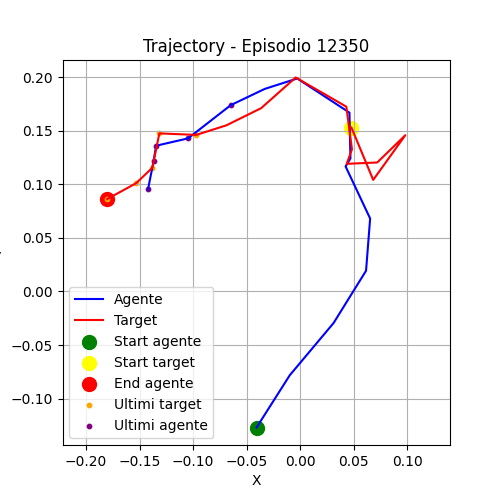 Trajectory - Episodio 12350
0.20
0.15
0.10
0.05
0.00
−0.05
−0.10
Agente
Target
Start agente
Start target
End agente
Ultimi target
Ultimi agente
−0.20 −0.15 −0.10 −0.05 0.00 0.05 0.10
X